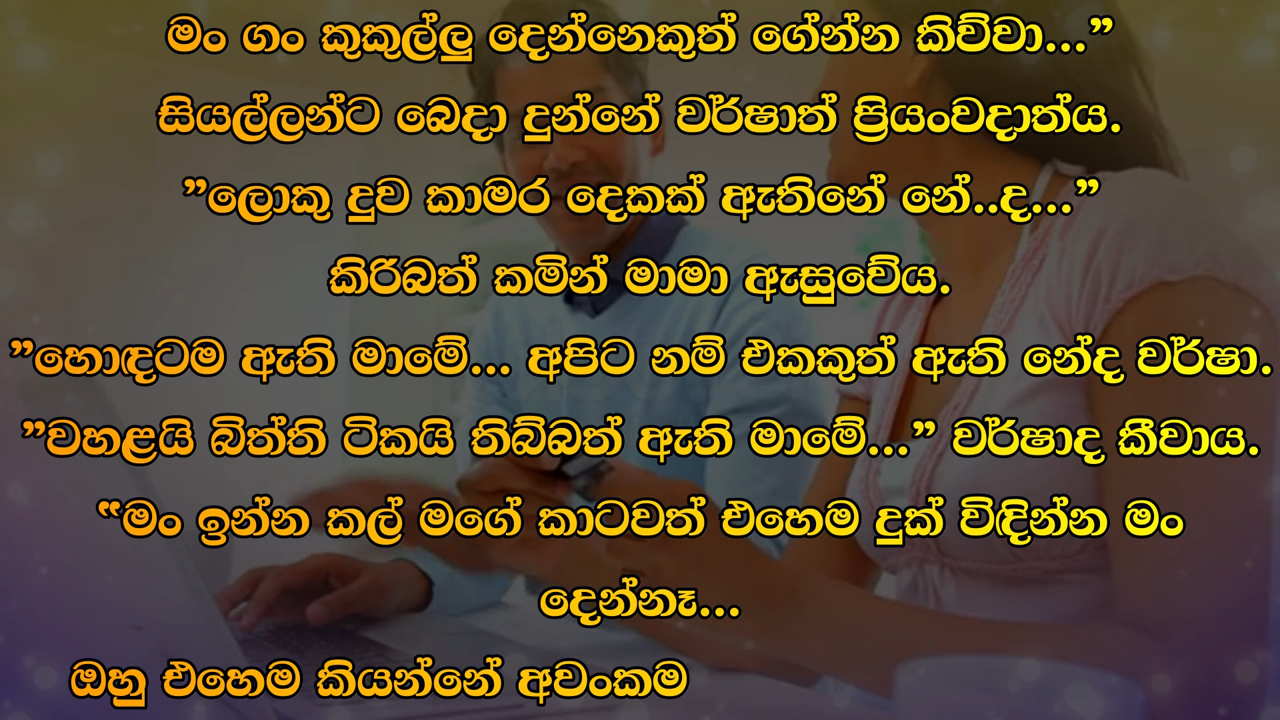 මං ගං කුකුල්ලු දෙන්නෙකුත් ගේන්න කිව්වා...”
සියල්ලන්ට බෙදා දුන්නේ වර්ෂාත් ප්‍රියංවදාත්ය.
”ලොකු දුව කාමර දෙකක් ඇතිනේ නේ..ද...”
කිරිබත් කමින් මාමා ඇසුවේය.
”හොඳටම ඇති මාමේ... අපිට නම් එකකුත් ඇති නේද වර්ෂා.
”වහළයි බිත්ති ටිකයි තිබ්බත් ඇති මාමේ...” වර්ෂාද කීවාය.
“මං ඉන්න කල් මගේ කාටවත් එහෙම දුක් විඳින්න මං
දෙන්නෑ...
ඔහු එහෙම කියන්නේ අවංකම